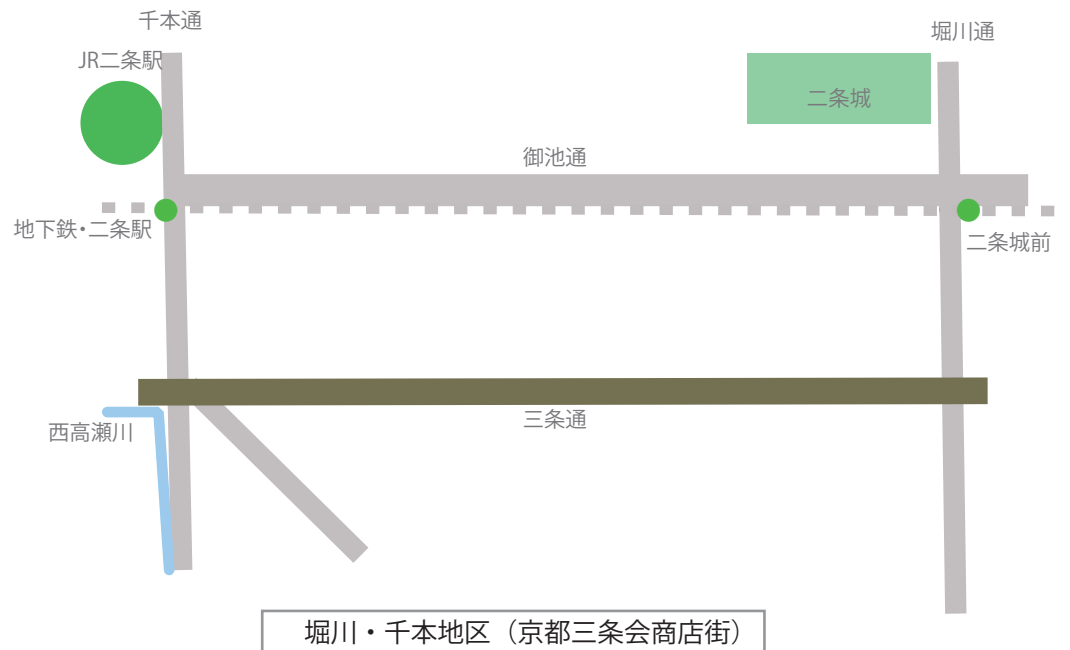 千本通
堀川通
JR二条駅
二条城
御池通
地下鉄・二条駅
二条城前
三条通
西高瀬川
堀川・千本地区（京都三条会商店街）